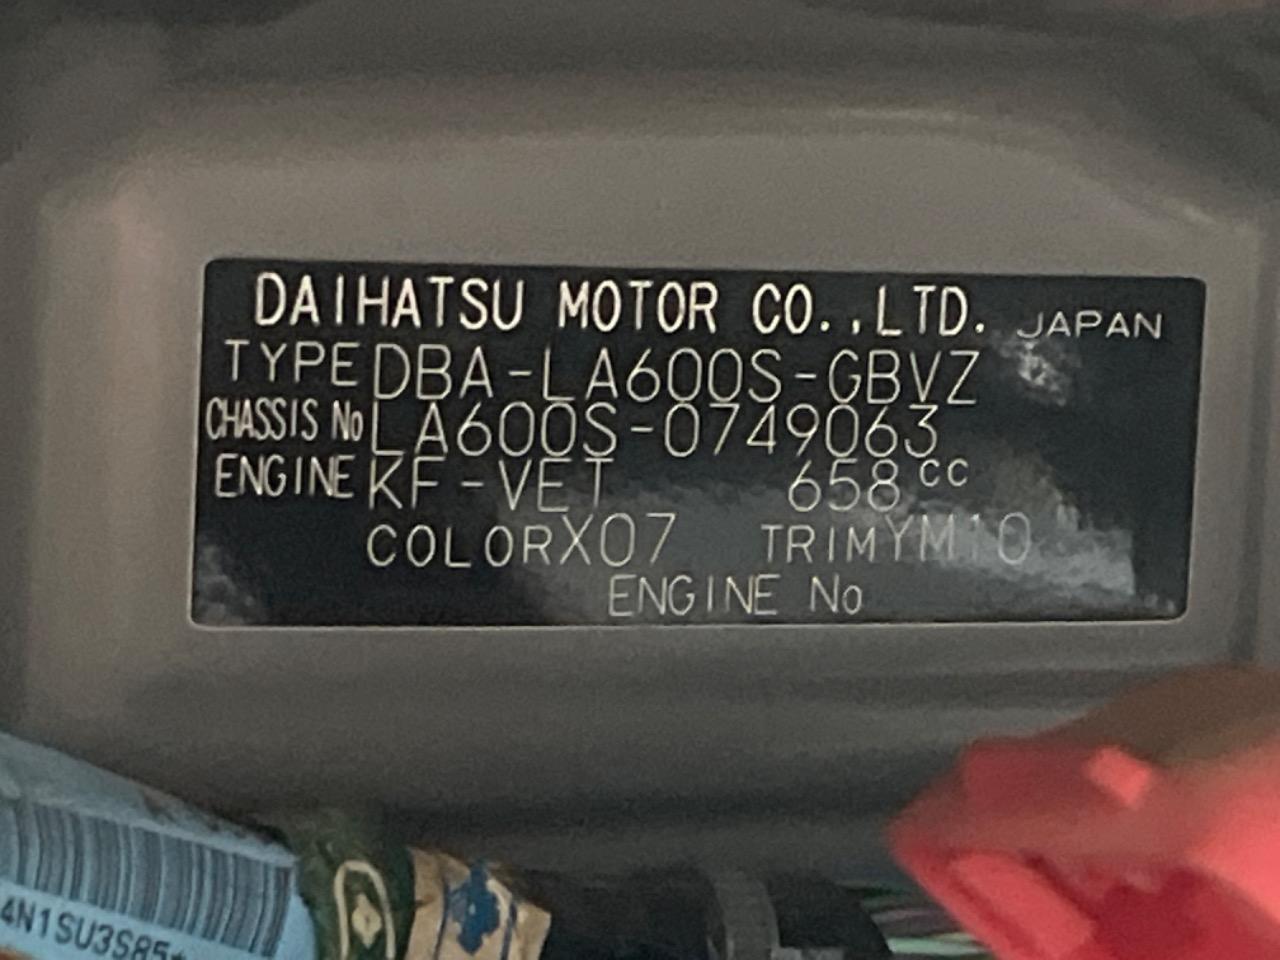 DAIHATSU MOTOR CO.,LTD. JAPAN
TYPE DBA-LA600S-GBVZ
CHASSIS No LA600S-0749063
ENGINE KF-VET 658cc
COLOR X07 TRIM YM10
ENGINE No
4N1SU3S85*